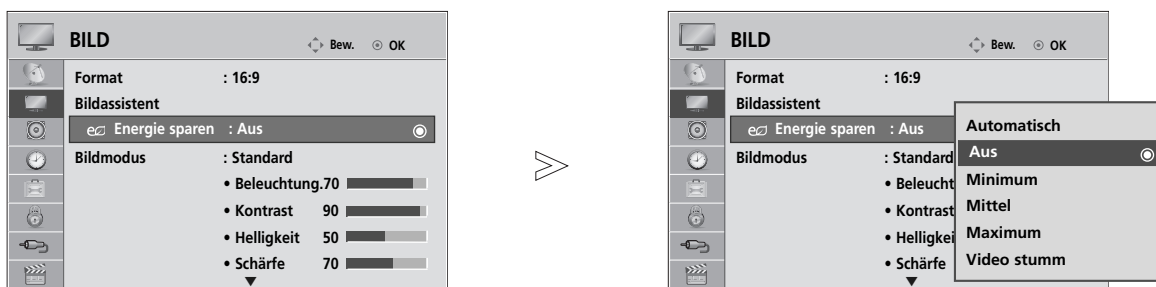 BILD Bew. OK
Format : 16:9
Bildassistent
Energie sparen : Aus
Bildmodus : Standard
• Beleuchtung.70
• Kontrast 90
• Helligkeit 50
• Schärfe 70
BILD Bew. OK
Format : 16:9
Bildassistent
Energie sparen : Aus
Bildmodus : Standard
• Beleucht
• Kontrast
• Helligkei
• Schärfe
Automatisch
Aus
Minimum
Mittel
Maximum
Video stumm